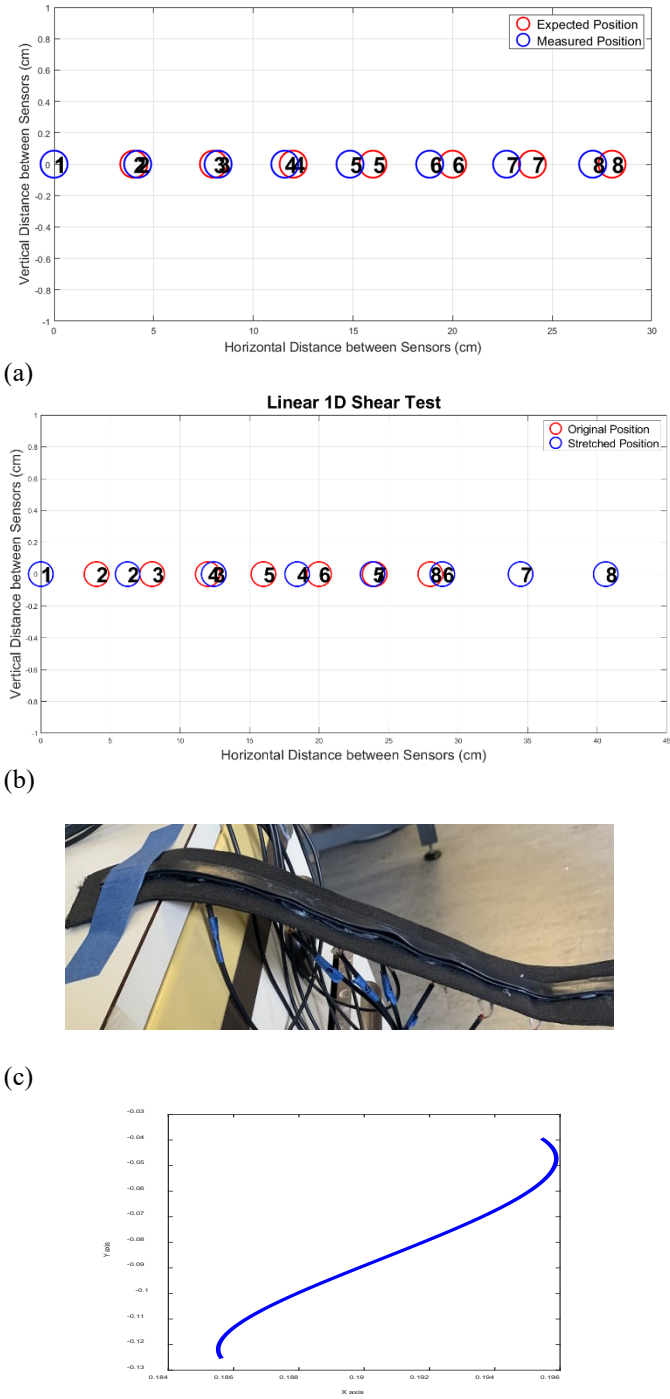 1
0.8
0.6
0.4
0.2
0
-0.2
-0.4
-0.6
-0.8
-1
Vertical Distance between Sensors (cm)
Expected Position
Measured Position
1 2 2 3 3 4 4 5 5 6 6 7 7 8 8
0 5 10 15 20 25 30
Horizontal Distance between Sensors (cm)
(a)
Linear 1D Shear Test
1
0.8
0.6
0.4
0.2
0
-0.2
-0.4
-0.6
-0.8
-1
Vertical Distance between Sensors (cm)
Original Position
Stretched Position
1 2 2 3 4 3 5 4 6 5 7 8 6 7 8
0 5 10 15 20 25 30 35 40 45
Horizontal Distance between Sensors (cm)
(b)
(c)
-0.03
-0.04
-0.05
-0.06
-0.07
-0.08
-0.09
-0.1
-0.11
-0.12
-0.13
Y axis
0.184 0.186 0.188 0.19 0.192 0.194 0.196
X axis